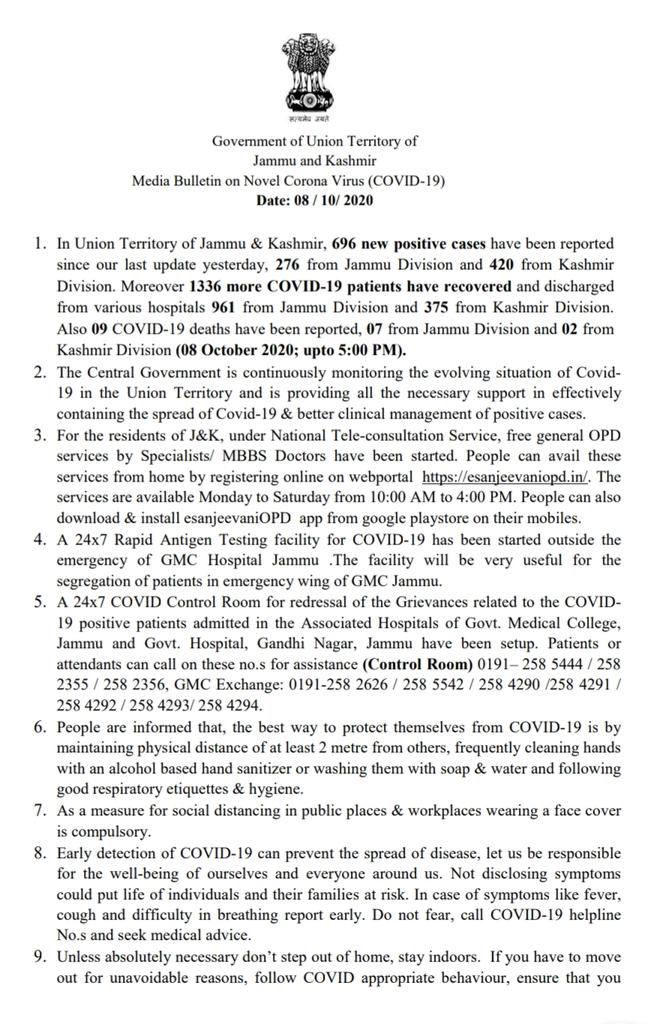 सत्यमेव जयते
Government of Union Territory of
Jammu and Kashmir
Media Bulletin on Novel Corona Virus (COVID-19)
Date: 08 / 10/ 2020
1. In Union Territory of Jammu & Kashmir, 696 new positive cases have been reported
since our last update yesterday, 276 from Jammu Division and 420 from Kashmir
Division. Moreover 1336 more COVID-19 patients have recovered and discharged
from various hospitals 961 from Jammu Division and 375 from Kashmir Division.
Also 09 COVID-19 deaths have been reported, 07 from Jammu Division and 02 from
Kashmir Division (08 October 2020; upto 5:00 PM).
2. The Central Government is continuously monitoring the evolving situation of Covid-
19 in the Union Territory and is providing all the necessary support in effectively
containing the spread of Covid-19 & better clinical management of positive cases.
3. For the residents of J&K, under National Tele-consultation Service, free general OPD
services by Specialists/ MBBS Doctors have been started. People can avail these
services from home by registering online on webportal https://esanjeevaniopd.in/. The
services are available Monday to Saturday from 10:00 AM to 4:00 PM. People can also
download & install esanjeevaniOPD app from google playstore on their mobiles.
4. A 24x7 Rapid Antigen Testing facility for COVID-19 has been started outside the
emergency of GMC Hospital Jammu .The facility will be very useful for the
segregation of patients in emergency wing of GMC Jammu.
5. A 24x7 COVID Control Room for redressal of the Grievances related to the COVID-
19 positive patients admitted in the Associated Hospitals of Govt. Medical College,
Jammu and Govt. Hospital, Gandhi Nagar, Jammu have been setup. Patients or
attendants can call on these no.s for assistance (Control Room) 0191– 258 5444 / 258
2355 / 258 2356, GMC Exchange: 0191-258 2626 / 258 5542 / 258 4290 /258 4291 /
258 4292 / 258 4293/ 258 4294.
6. People are informed that, the best way to protect themselves from COVID-19 is by
maintaining physical distance of at least 2 metre from others, frequently cleaning hands
with an alcohol based hand sanitizer or washing them with soap & water and following
good respiratory etiquettes & hygiene.
7. As a measure for social distancing in public places & workplaces wearing a face cover
is compulsory.
8. Early detection of COVID-19 can prevent the spread of disease, let us be responsible
for the well-being of ourselves and everyone around us. Not disclosing symptoms
could put life of individuals and their families at risk. In case of symptoms like fever,
cough and difficulty in breathing report early. Do not fear, call COVID-19 helpline
No.s and seek medical advice.
9. Unless absolutely necessary don’t step out of home, stay indoors. If you have to move
out for unavoidable reasons, follow COVID appropriate behaviour, ensure that you